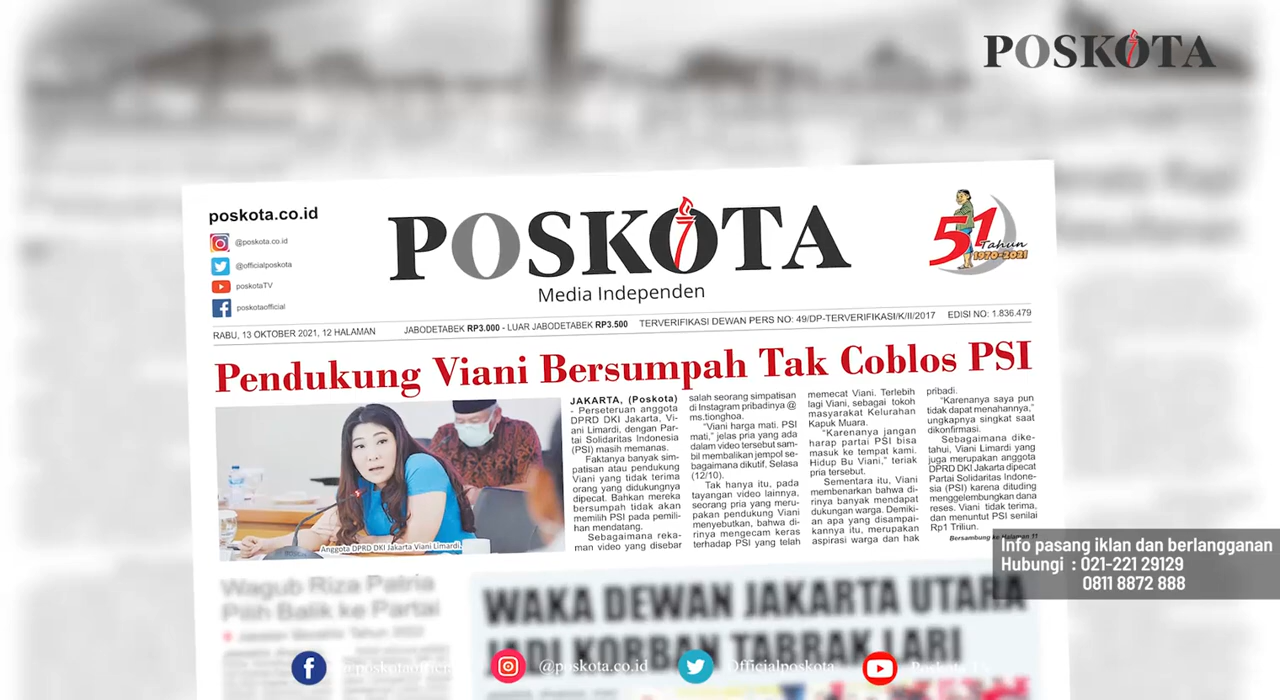 POSKOTA
poskota.co.id
@poskota.co.id
@officialposkota
poskotaTV
poskotaofficial
POSKOTA
Media Independen
51 Tahun
1970-2021
RABU, 13 OKTOBER 2021, 12 HALAMAN
JABODETABEK RP3.000 - LUAR JABODETABEK RP3.500
TERVERIFIKASI DEWAN PERS NO: 49/DP-TERVERIFIKASI/K/II/2017
EDISI NO: 1.836.479
Pendukung Viani Bersumpah Tak Coblos PSI
Anggota DPRD DKI Jakarta Viani Limardi.
JAKARTA, (Poskota)
- Perseteruan anggota
DPRD DKI Jakarta, Vi-
ani Limardi, dengan Par-
tai Solidaritas Indonesia
(PSI) masih memanas.
Faktanya banyak sim-
patisan atau pendukung
Viani yang tidak terima
orang yang didukungnya
dipecat. Bahkan mereka
bersumpah tidak akan
memilih PSI pada pemili-
han mendatang.
Sebagaimana reka-
man video yang disebar
salah seorang simpatisan
di Instagram pribadinya @
ms.tionghoa.
"Viani harga mati. PSI
mati," jelas pria yang ada
dalam video tersebut sam-
bil membalikan jempol se-
bagaimana dikutif, Selasa
(12/10).
Tak hanya itu, pada
tayangan video lainnya,
seorang pria yang meru-
pakan pendukung Viani
menyebutkan, bahwa di-
rinya mengecam keras
terhadap PSI yang telah
memecat Viani. Terlebih
lagi Viani, sebagai tokoh
masyarakat Kelurahan
Kapuk Muara.
"Karenanya jangan
harap partai PSI bisa
masuk ke tempat kami.
Hidup Bu Viani," teriak
pria tersebut.
Sementara itu, Viani
membenarkan bahwa di-
rinya banyak mendapat
dukungan warga. Demiki-
an apa yang disampai-
kannya itu, merupakan
aspirasi warga dan hak
pribadi.
"Karenanya saya pun
tidak dapat menahannya,"
ungkapnya singkat saat
dikonfirmasi.
Sebagaimana dike-
tahui, Viani Limardi yang
juga merupakan anggota
DPRD DKI Jakarta dipecat
Partai Solidaritas Indone-
sia (PSI) karena dituding
menggelembungkan dana
reses. Viani tidak terima,
dan menuntut PSI senilai
Rp1 Triliun.
Bersambung ke Halaman 11
Info pasang iklan dan berlangganan
Hubungi : 021-221 29129
0811 8872 888
Wagub Riza Patria
Pilih Balik ke Partai
WAKA DEWAN JAKARTA UTARA
JADI KORBAN TABRAK LARI
@poskotaofficial
@poskota.co.id
Officialposkota
Poskota TV